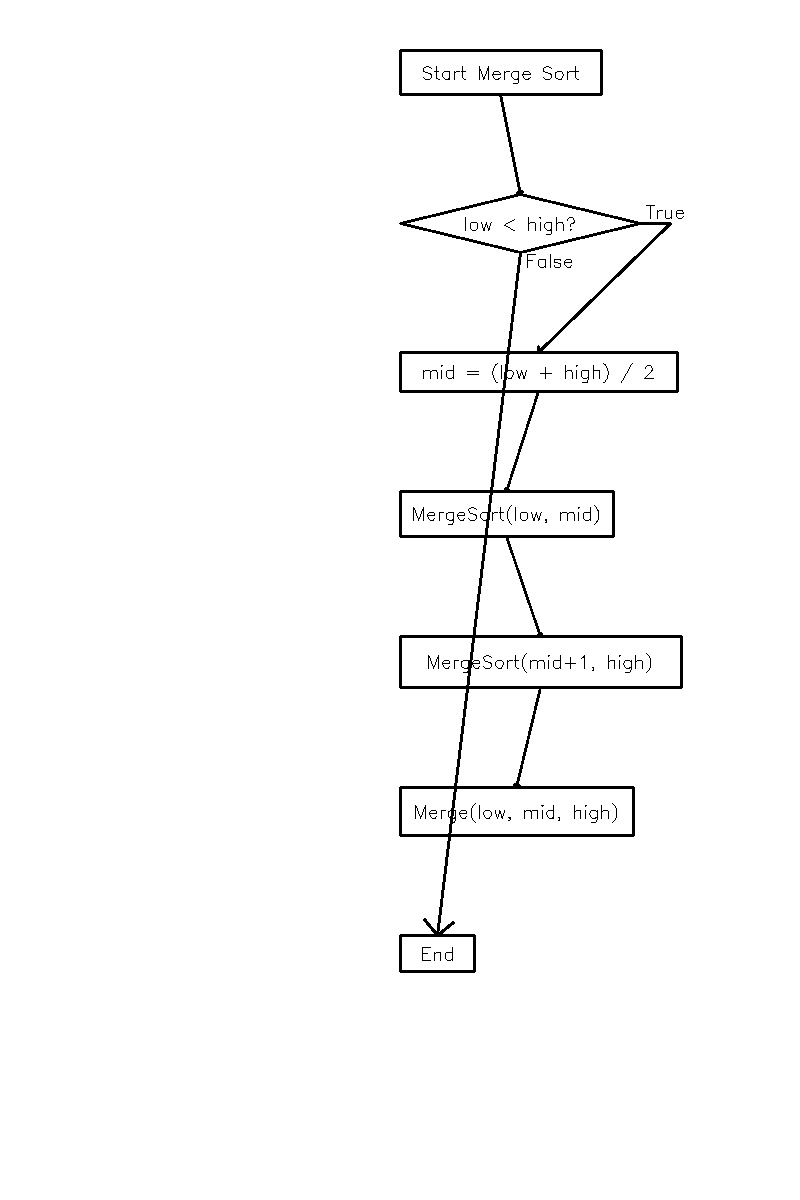 Start Merge Sort
True
low < high?
False
mid = (low + high) / 2
MergeSort(low, mid)
MergeSort(mid+1, high)
Merge(low, mid, high)
End